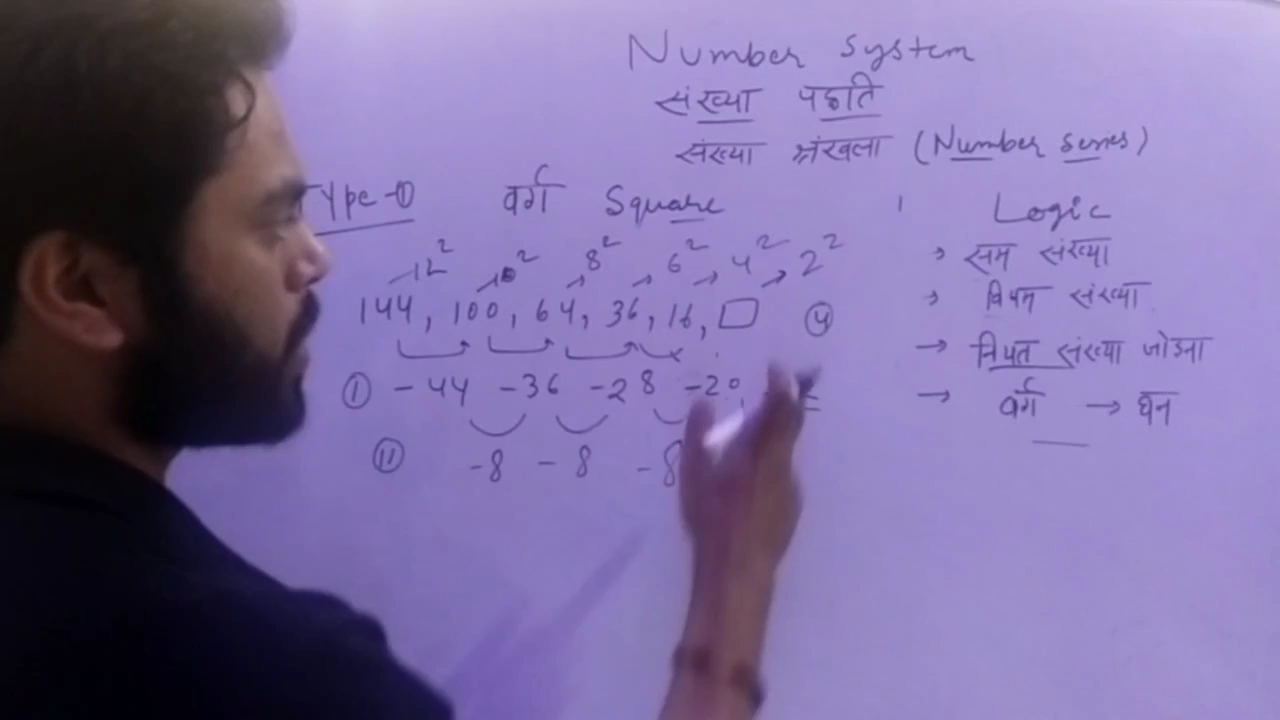 Number System
संख्या पद्धति
संख्या श्रंखला (Number Series)
Type-① वर्ग Square
12² 10² 8² 6² 4² 2²
144, 100, 64, 36, 16, □ ④
① -44 -36 -28 -20
⑪ -8 -8 -8
Logic
→ सम संख्या
→ विषम संख्या
→ नियत संख्या जोडना
→ वर्ग → घन